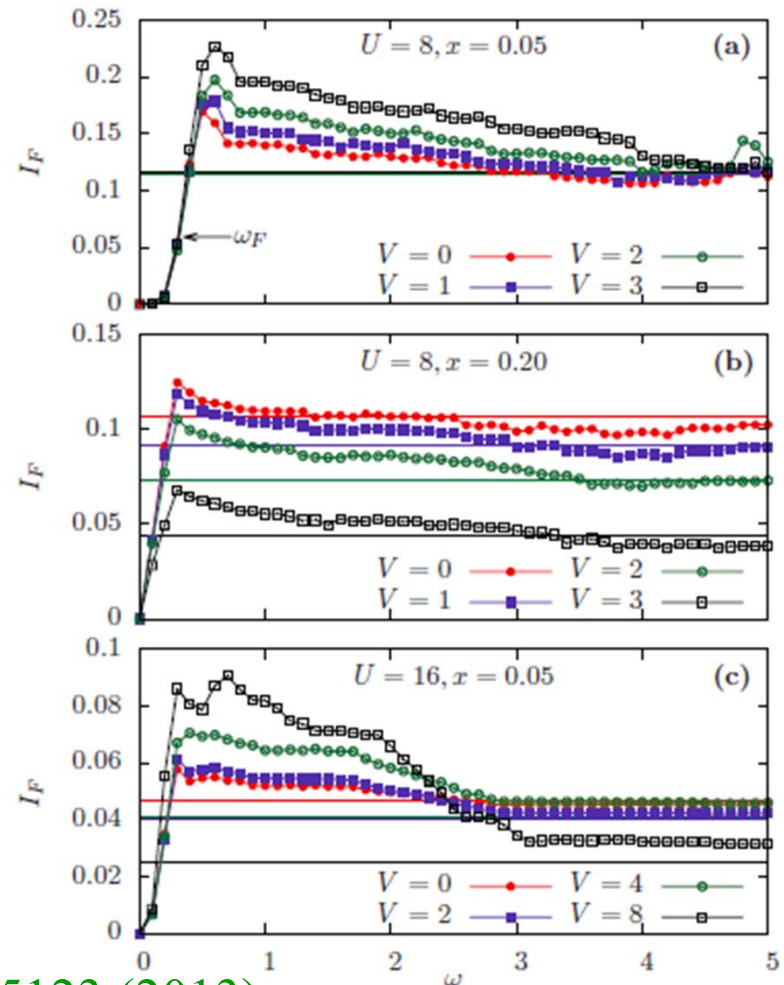 0.25
U = 8, x = 0.05 (a)
0.2
0.15
I_F
0.1
0.05
ω_F
V = 0 V = 2
V = 1 V = 3
0
0.15
U = 8, x = 0.20 (b)
0.1
I_F
0.05
V = 0 V = 2
V = 1 V = 3
0
0.1
U = 16, x = 0.05 (c)
0.08
0.06
I_F
0.04
0.02
V = 0 V = 4
V = 2 V = 8
0
0 1 2 3 4 5
ω